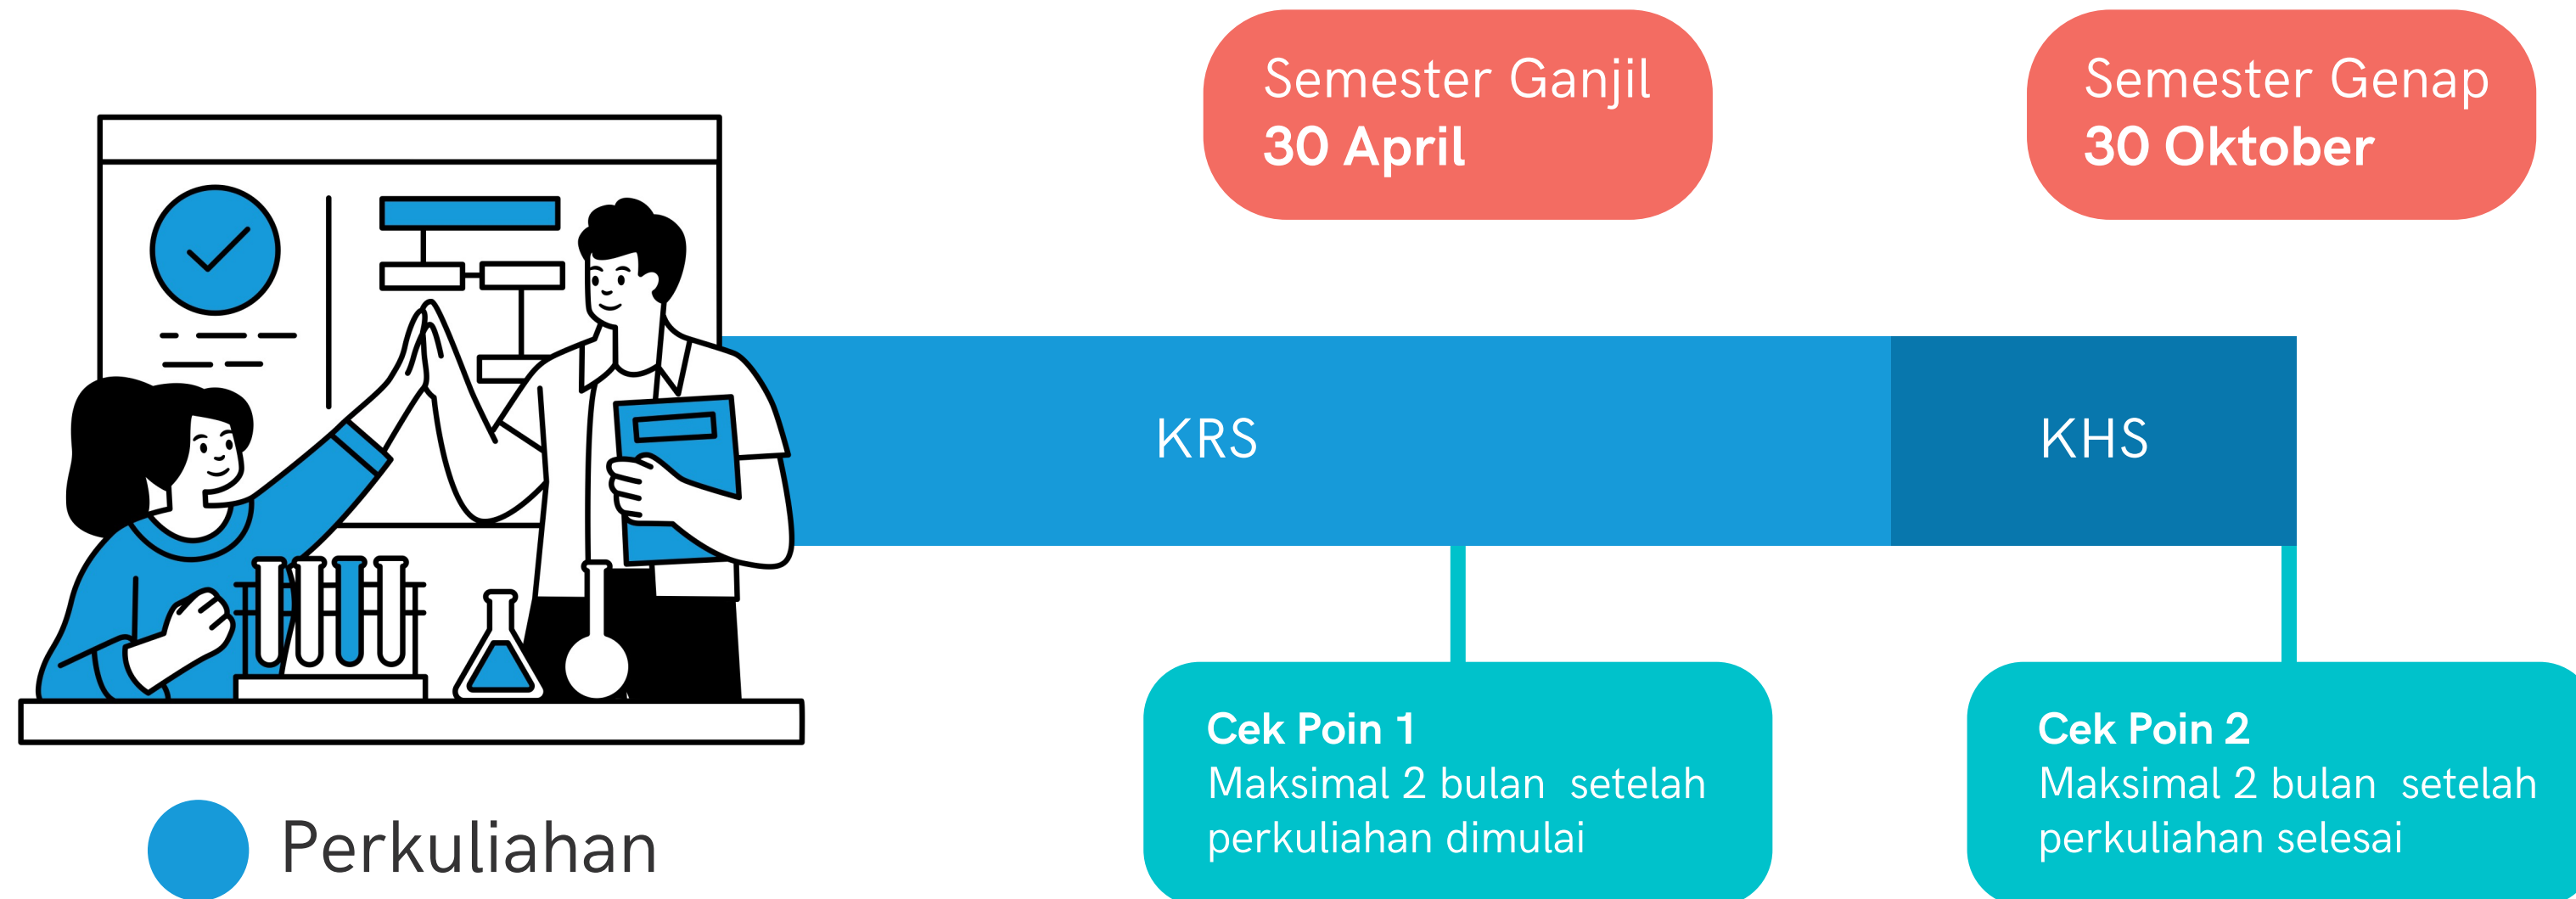 Semester Ganjil
30 April
Semester Genap
30 Oktober
KRS
KHS
Cek Poin 1
Maksimal 2 bulan  setelah
perkuliahan dimulai
Cek Poin 2
Maksimal 2 bulan  setelah
perkuliahan selesai
Perkuliahan